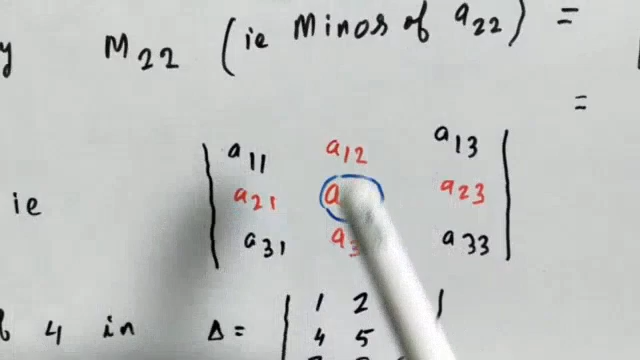 y M22 (ie Minor of a22) =
=
a11 a12 a13
ie a21 a a23
a31 a3 a33
4 in Δ = 1 2
4 5